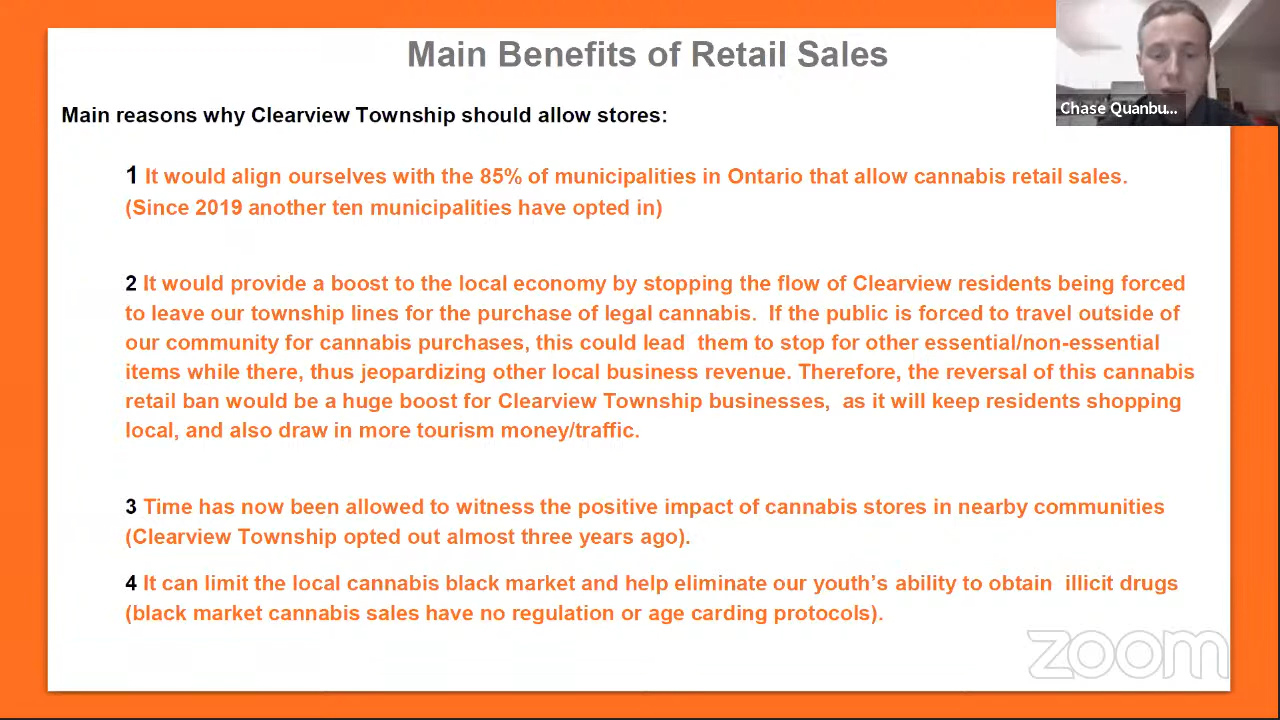 Main Benefits of Retail Sales
Chase Quanbu...
Main reasons why Clearview Township should allow stores:
1 It would align ourselves with the 85% of municipalities in Ontario that allow cannabis retail sales.
(Since 2019 another ten municipalities have opted in)
2 It would provide a boost to the local economy by stopping the flow of Clearview residents being forced
to leave our township lines for the purchase of legal cannabis.  If the public is forced to travel outside of
our community for cannabis purchases, this could lead  them to stop for other essential/non-essential
items while there, thus jeopardizing other local business revenue. Therefore, the reversal of this cannabis
retail ban would be a huge boost for Clearview Township businesses,  as it will keep residents shopping
local, and also draw in more tourism money/traffic.
3 Time has now been allowed to witness the positive impact of cannabis stores in nearby communities
(Clearview Township opted out almost three years ago).
4 It can limit the local cannabis black market and help eliminate our youth's ability to obtain  illicit drugs
(black market cannabis sales have no regulation or age carding protocols).
zoom